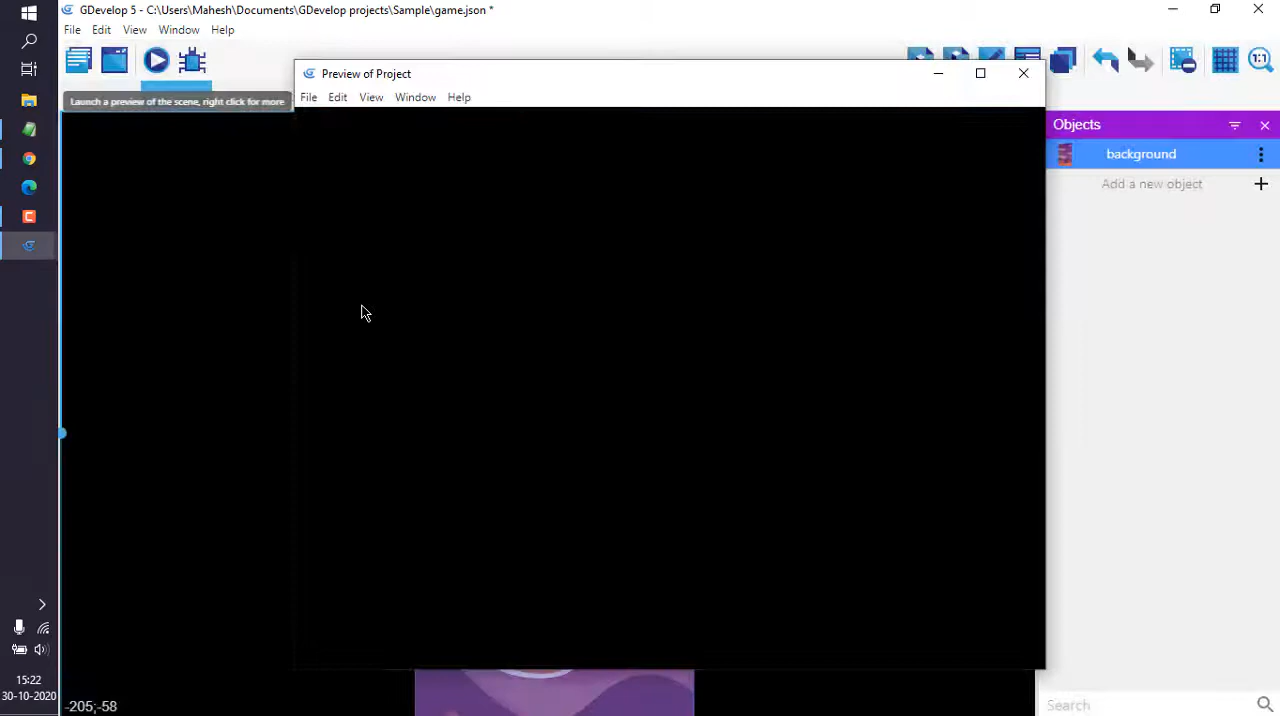 GDevelop 5 - C:\Users\Mahesh\Documents\GDevelop projects\Sample\game.json *
File Edit View Window Help
1:1
Preview of Project
Launch a preview of the scene, right click for more
File Edit View Window Help
Objects
background
Add a new object
15:22
30-10-2020
-205;-58
Search